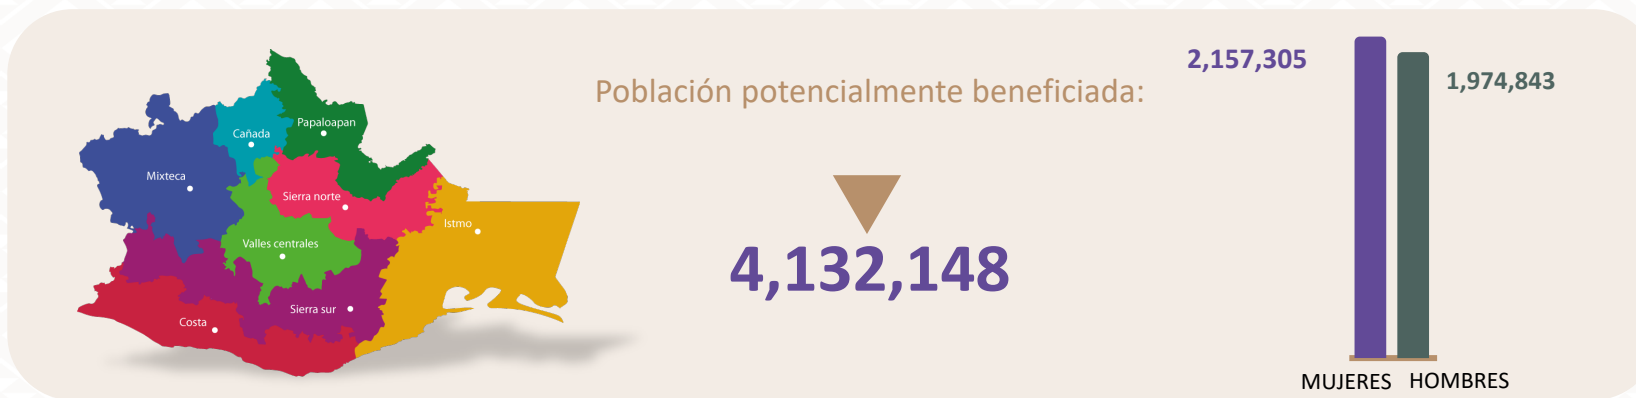 Papaloapan
Cañada
Mixteca
Sierra norte
Istmo
Valles centrales
Sierra sur
Costa
Población potencialmente beneficiada:
4,132,148
2,157,305
1,974,843
MUJERES HOMBRES